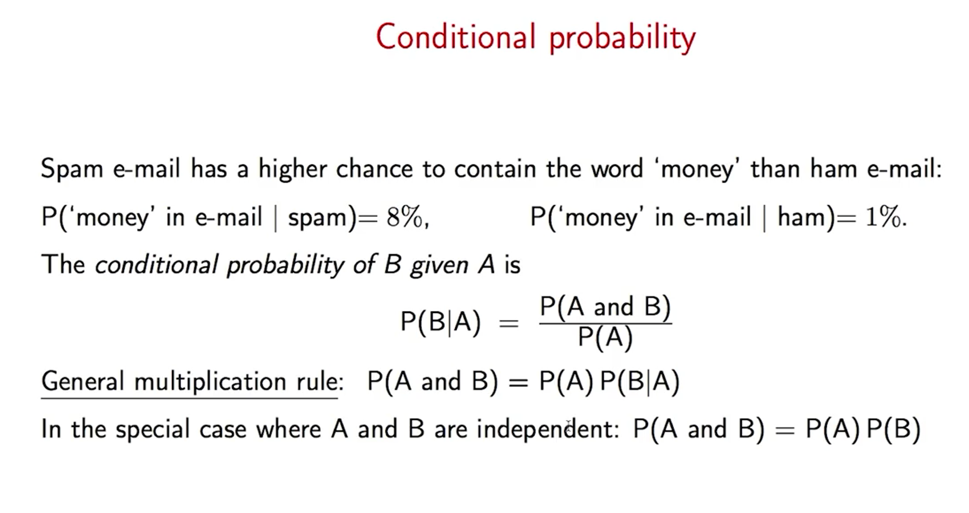 Conditional probability
Spam e-mail has a higher chance to contain the word ‘money’ than ham e-mail:
P(‘money’ in e-mail | spam)= 8%, P(‘money’ in e-mail | ham)= 1%.
The conditional probability of B given A is
P(B|A) = P(A and B) / P(A)
General multiplication rule: P(A and B) = P(A) P(B|A)
In the special case where A and B are independent: P(A and B) = P(A) P(B)